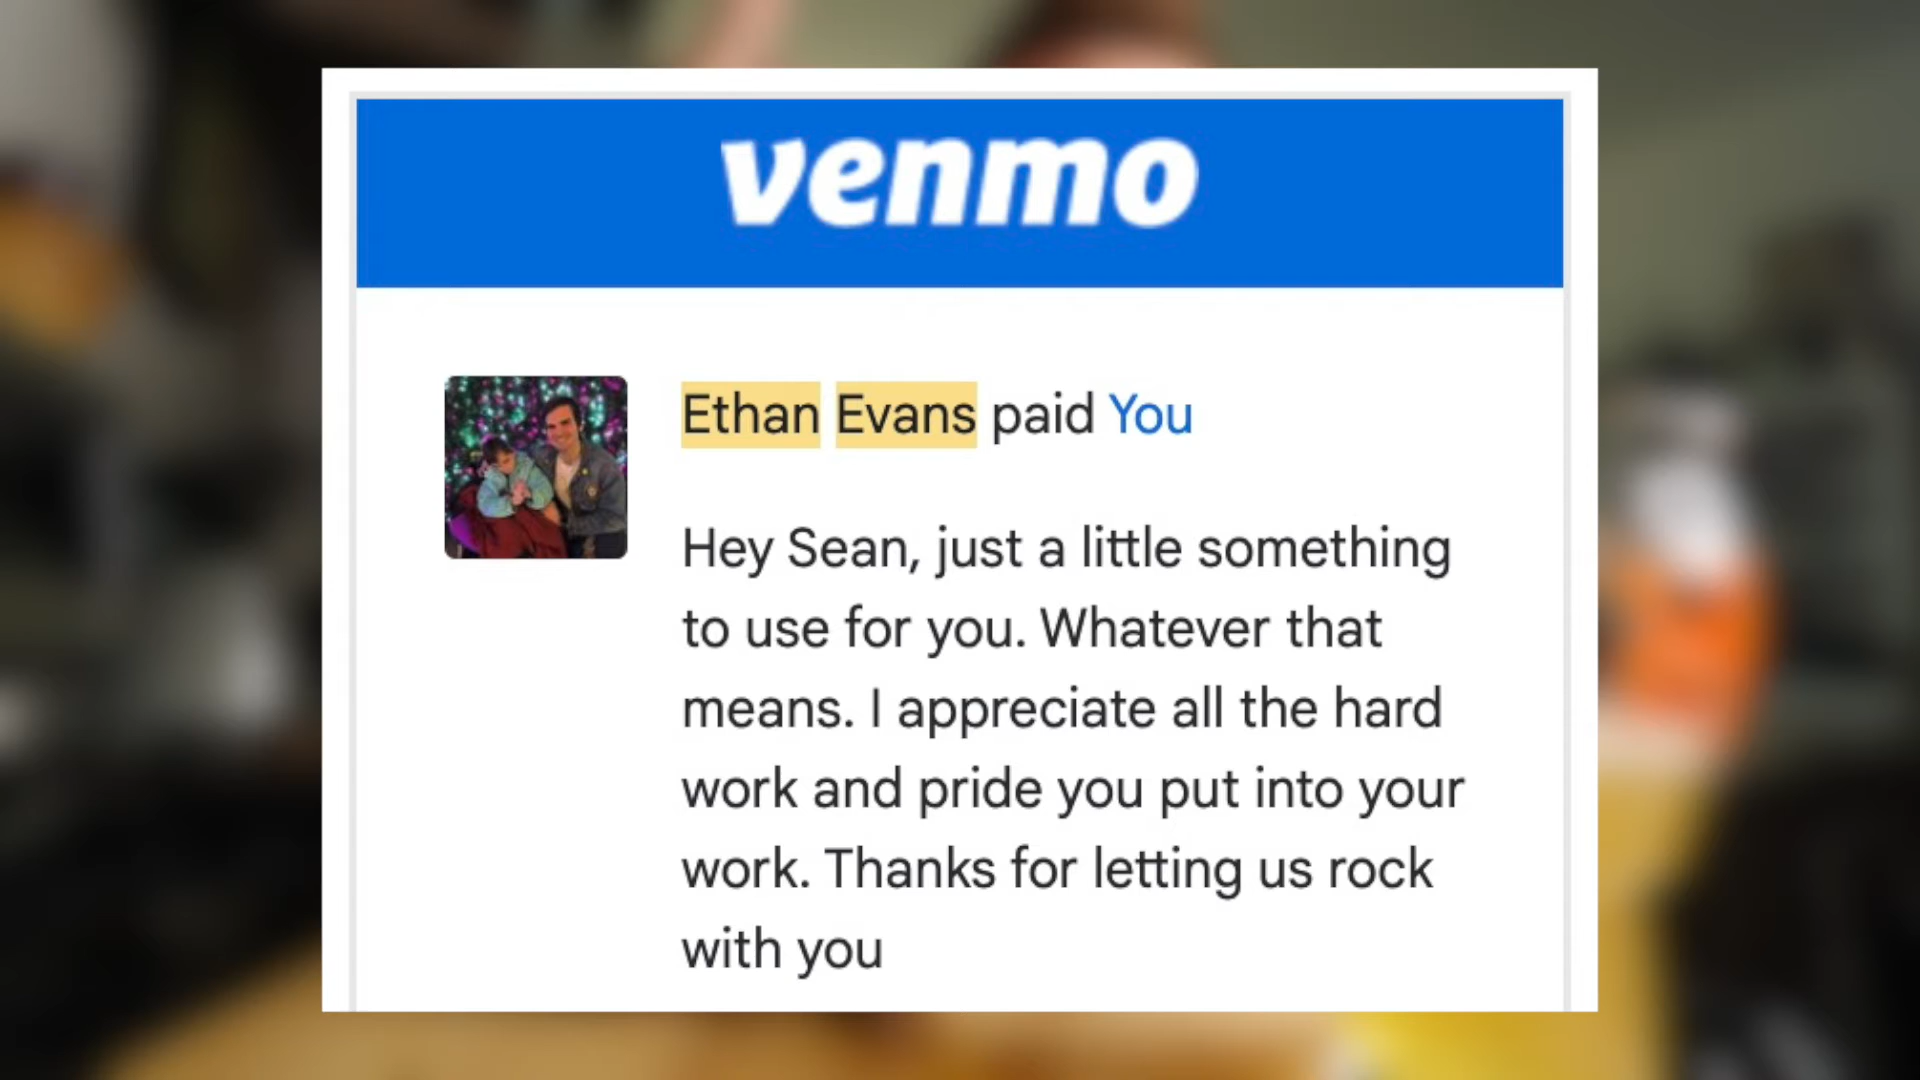 venmo
Ethan Evans paid You
Hey Sean, just a little something
to use for you. Whatever that
means. I appreciate all the hard
work and pride you put into your
work. Thanks for letting us rock
with you